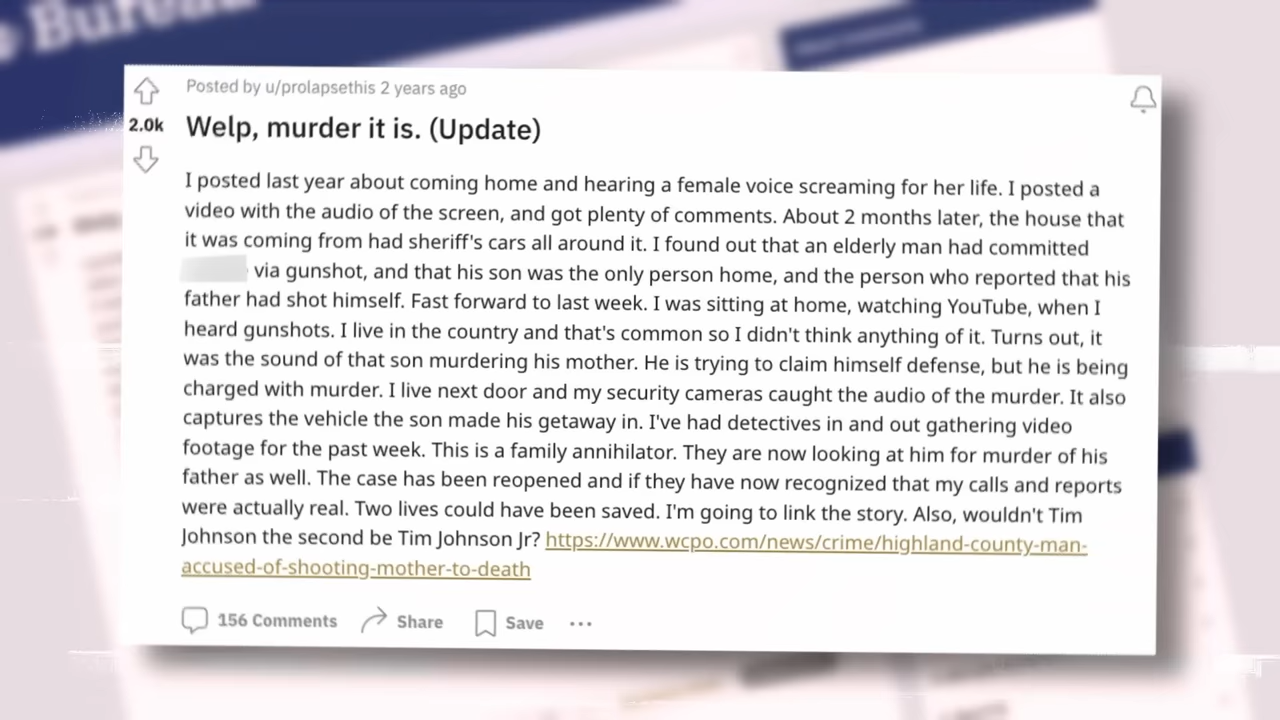 Bureau
Posted by u/prolapsethis 2 years ago
2.0k
Welp, murder it is. (Update)
I posted last year about coming home and hearing a female voice screaming for her life. I posted a
video with the audio of the screen, and got plenty of comments. About 2 months later, the house that
it was coming from had sheriff's cars all around it. I found out that an elderly man had committed
via gunshot, and that his son was the only person home, and the person who reported that his
father had shot himself. Fast forward to last week. I was sitting at home, watching YouTube, when I
heard gunshots. I live in the country and that's common so I didn't think anything of it. Turns out, it
was the sound of that son murdering his mother. He is trying to claim himself defense, but he is being
charged with murder. I live next door and my security cameras caught the audio of the murder. It also
captures the vehicle the son made his getaway in. I've had detectives in and out gathering video
footage for the past week. This is a family annihilator. They are now looking at him for murder of his
father as well. The case has been reopened and if they have now recognized that my calls and reports
were actually real. Two lives could have been saved. I'm going to link the story. Also, wouldn't Tim
Johnson the second be Tim Johnson Jr? https://www.wcpo.com/news/crime/highland-county-man-
accused-of-shooting-mother-to-death
156 Comments Share Save